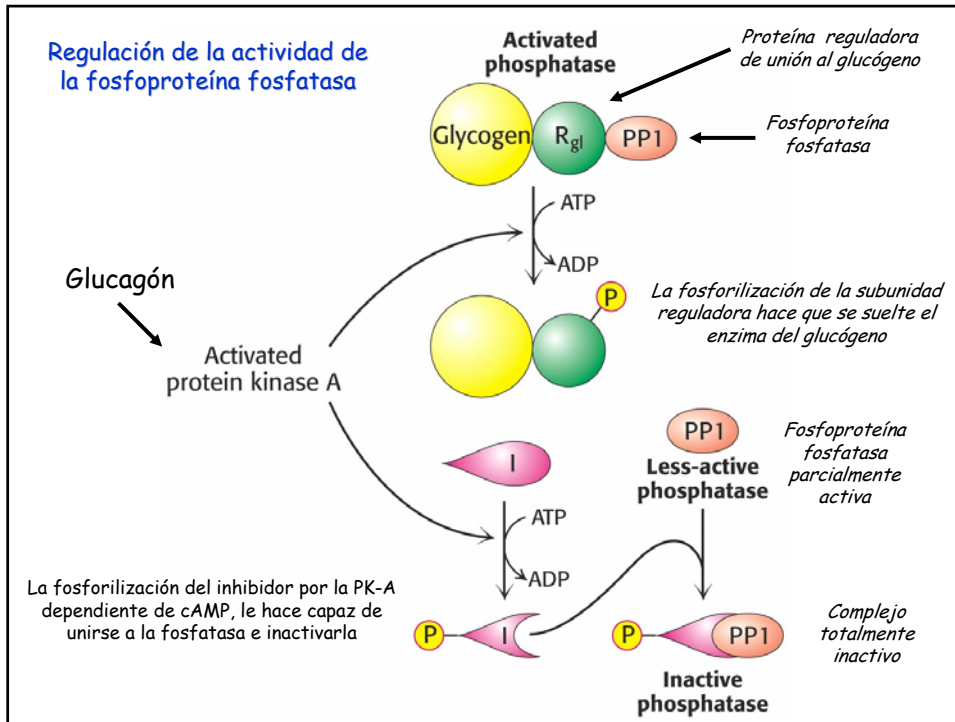 Regulación de la actividad de
la fosfoproteína fosfatasa
Activated
phosphatase
Proteína reguladora
de unión al glucógeno
Glycogen
R gl
PP1
Fosfoproteína
fosfatasa
ATP
ADP
Glucagón
P
La fosforilización de la subunidad
reguladora hace que se suelte el
enzima del glucógeno
Activated
protein kinase A
PP1
Less-active
phosphatase
Fosfoproteína
fosfatasa
parcialmente
activa
I
ATP
ADP
La fosforilización del inhibidor por la PK-A
dependiente de cAMP, le hace capaz de
unirse a la fosfatasa e inactivarla
P
I
P
PP1
Complejo
totalmente
inactivo
Inactive
phosphatase